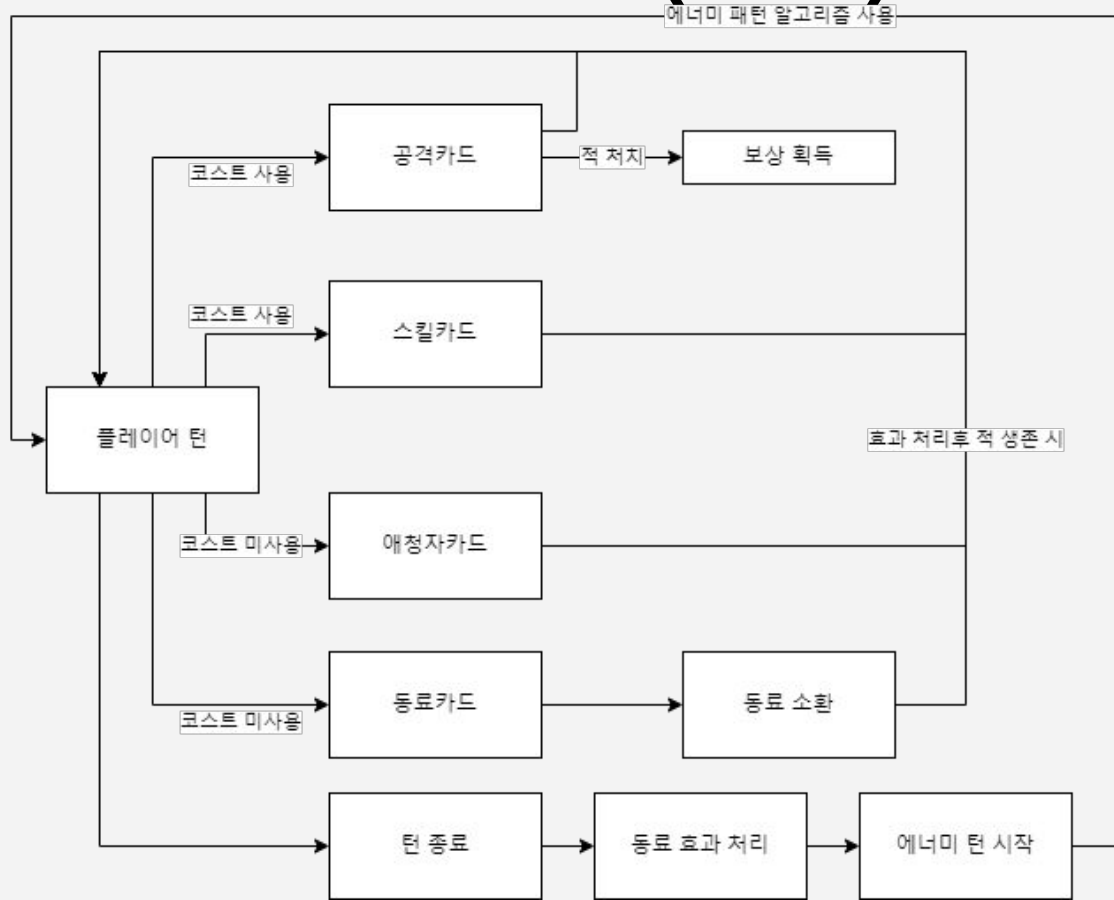 에너미 패턴 알고리즘 사용
공격카드
코스트 사용
적 처치
보상 획득
코스트 사용
스킬카드
플레이어 턴
효과 처리후 적 생존 시
코스트 미사용
애청자카드
동료카드
동료 소환
코스트 미사용
턴 종료
동료 효과 처리
에너미 턴 시작